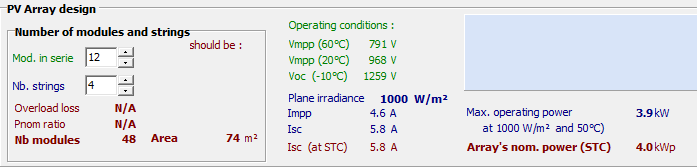 PV Array design
Number of modules and strings
should be :
Mod. in serie 12
Nb. strings 4
Overload loss N/A
Pnom ratio N/A
Nb modules 48 Area 74 m²
Operating conditions :
Vmpp (60°C) 791 V
Vmpp (20°C) 968 V
Voc (-10°C) 1259 V
Plane irradiance 1000 W/m²
Impp 4.6 A
Isc 5.8 A
Isc (at STC) 5.8 A
Max. operating power 3.9 kW
at 1000 W/m² and 50°C)
Array's nom. power (STC) 4.0 kWp